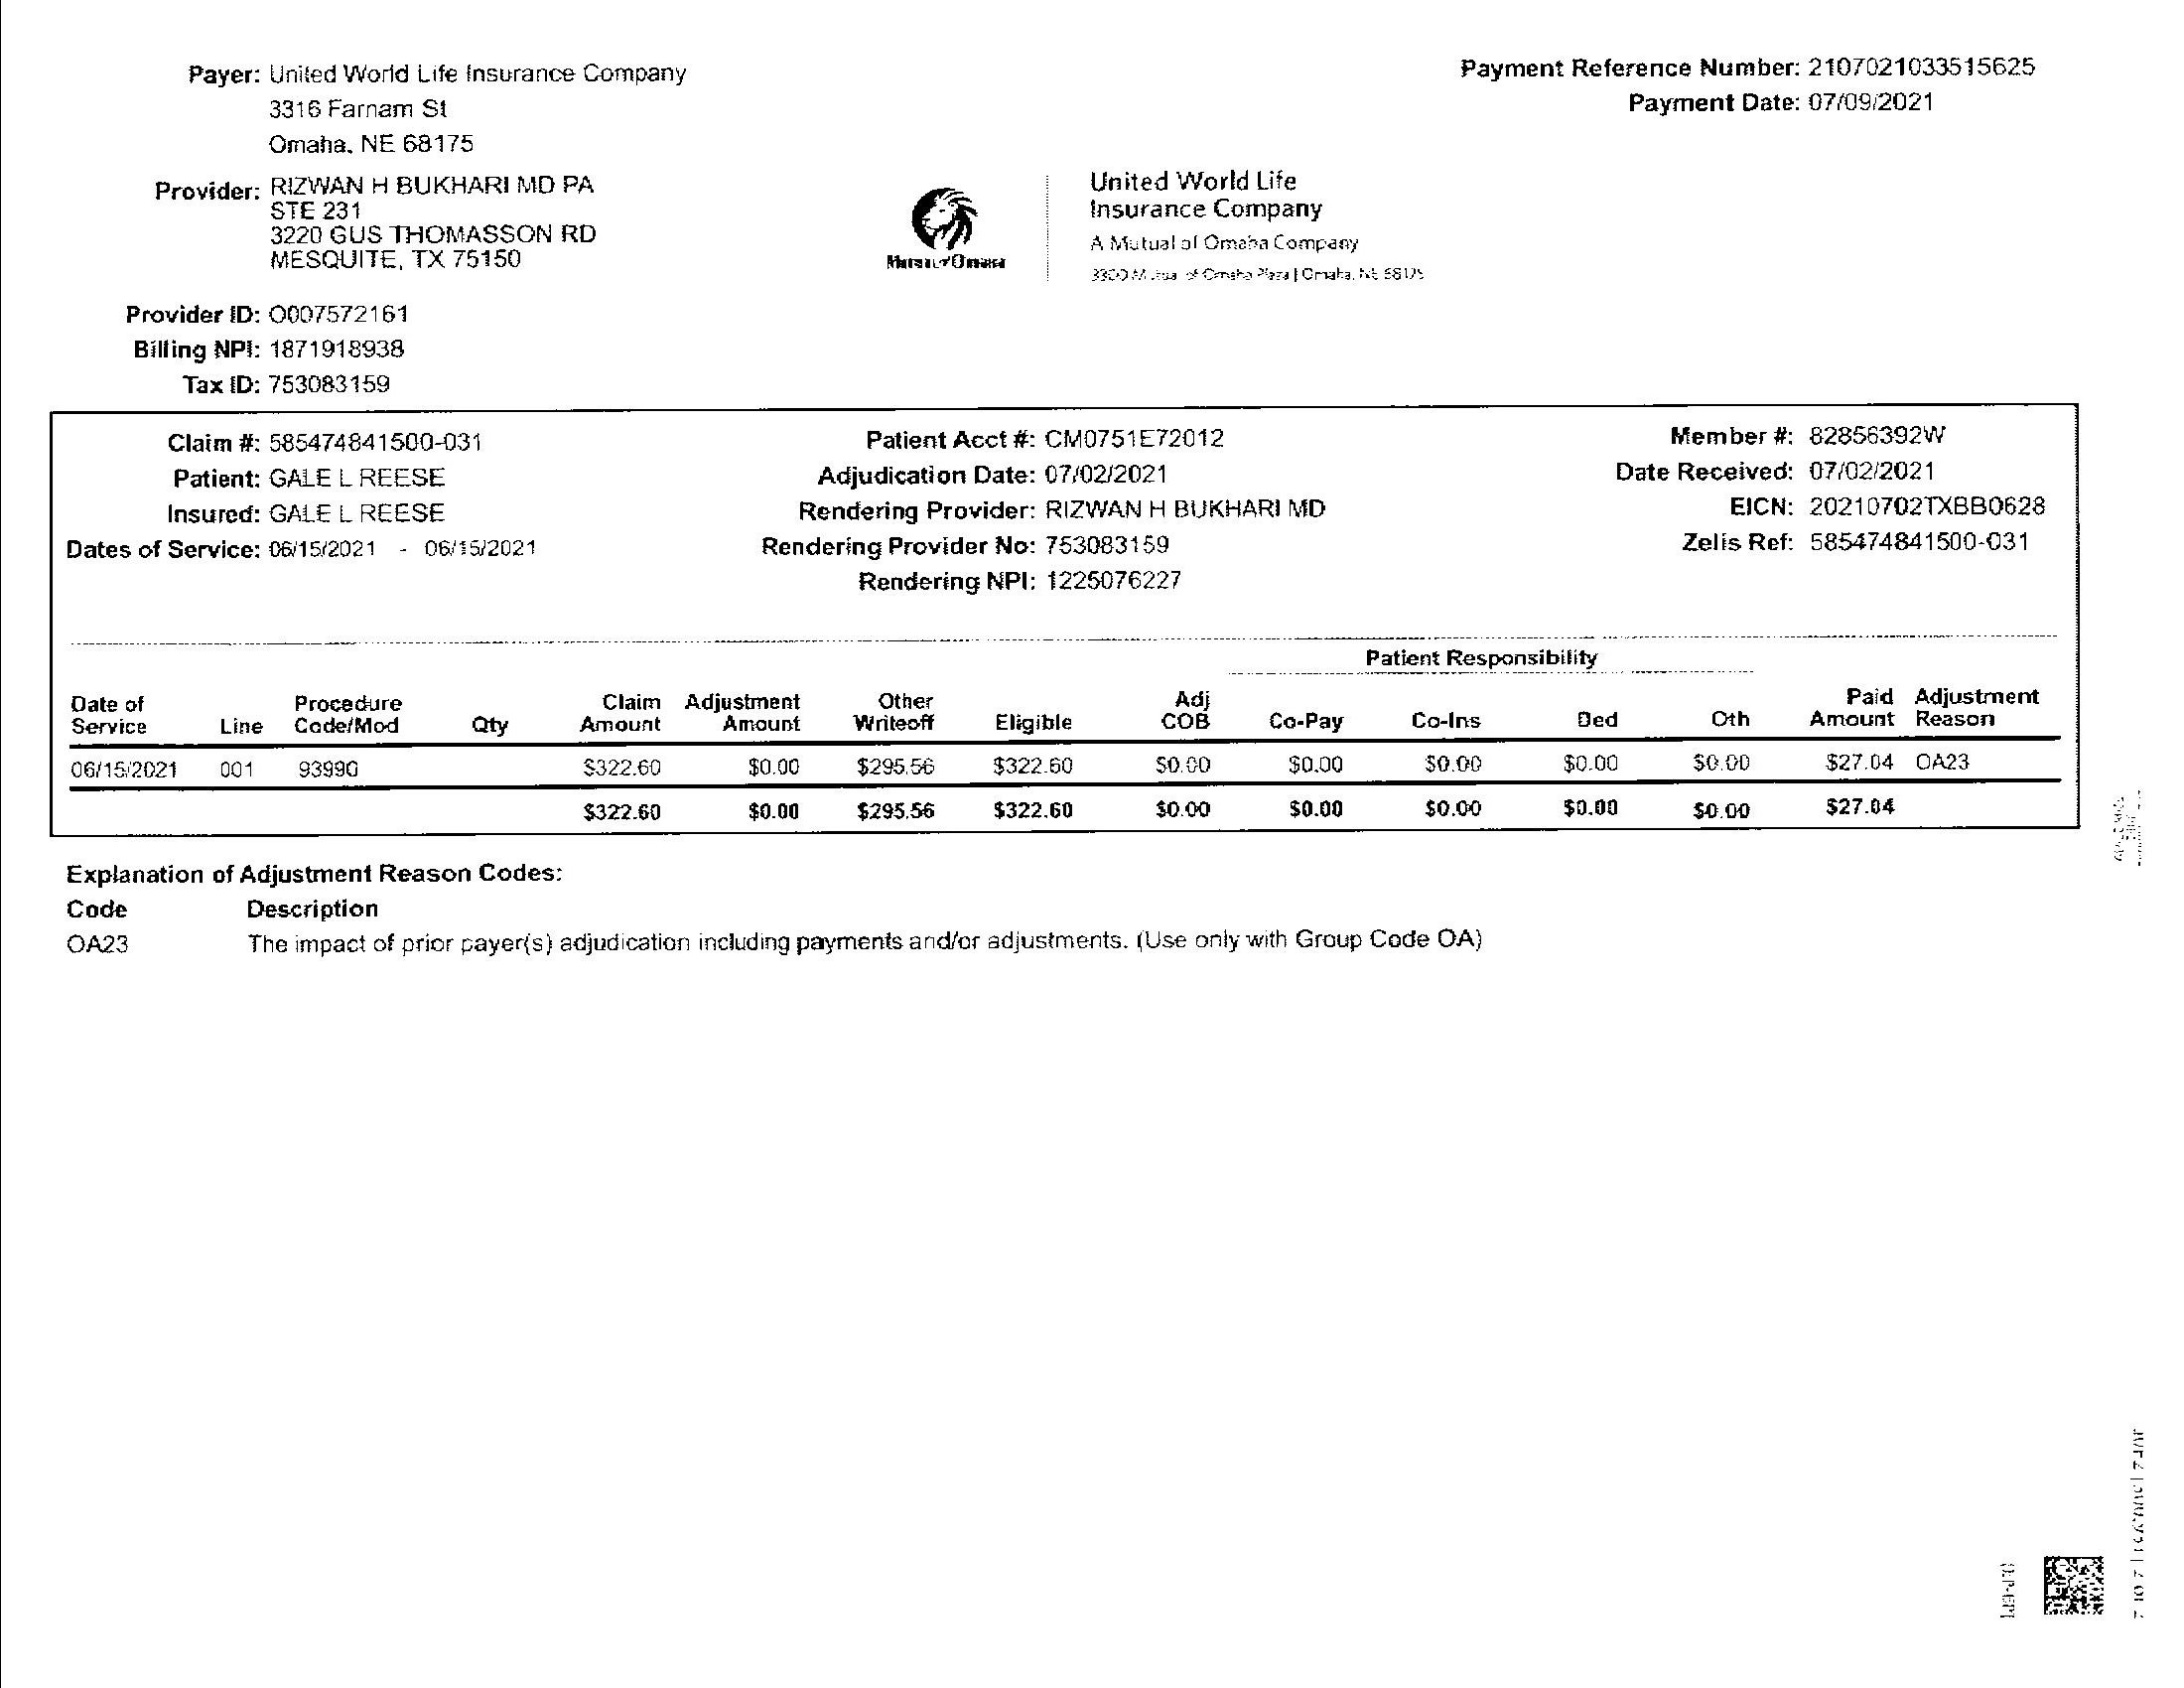 Payer: United World Life Insurance Company
3316 Farnam St
Omaha, NE 68175
Payment Reference Number: 2107021033515625
Payment Date: 07/09/2021
Provider: RIZWAN H BUKHARI MD PA
STE 231
3220 GUS THOMASSON RD
MESQUITE, TX 75150
Mutual of Omaha
United World Life
Insurance Company
A Mutual of Omaha Company
3300 Mutual of Omaha Plaza | Omaha, NE 68175
Provider ID: O007572161
Billing NPI: 1871918938
Tax ID: 753083159
Claim #: 585474841500-031
Patient: GALE L REESE
Insured: GALE L REESE
Dates of Service: 06/15/2021 - 06/15/2021
Patient Acct #: CM0751E72012
Adjudication Date: 07/02/2021
Rendering Provider: RIZWAN H BUKHARI MD
Rendering Provider No: 753083159
Rendering NPI: 1225076227
Member #: 82856392W
Date Received: 07/02/2021
EICN: 20210702TXBB0628
Zelis Ref: 585474841500-031
Patient Responsibility
Date of Service Line Procedure Code/Mod Qty Claim Amount Adjustment Amount Other Writeoff Eligible Adj COB Co-Pay Co-Ins Ded Oth Paid Amount Adjustment Reason
06/15/2021 001 93990 $322.60 $0.00 $295.56 $322.60 $0.00 $0.00 $0.00 $0.00 $0.00 $27.04 OA23
$322.60 $0.00 $295.56 $322.60 $0.00 $0.00 $0.00 $0.00 $0.00 $27.04
Explanation of Adjustment Reason Codes:
Code Description
OA23 The impact of prior payer(s) adjudication including payments and/or adjustments. (Use only with Group Code OA)